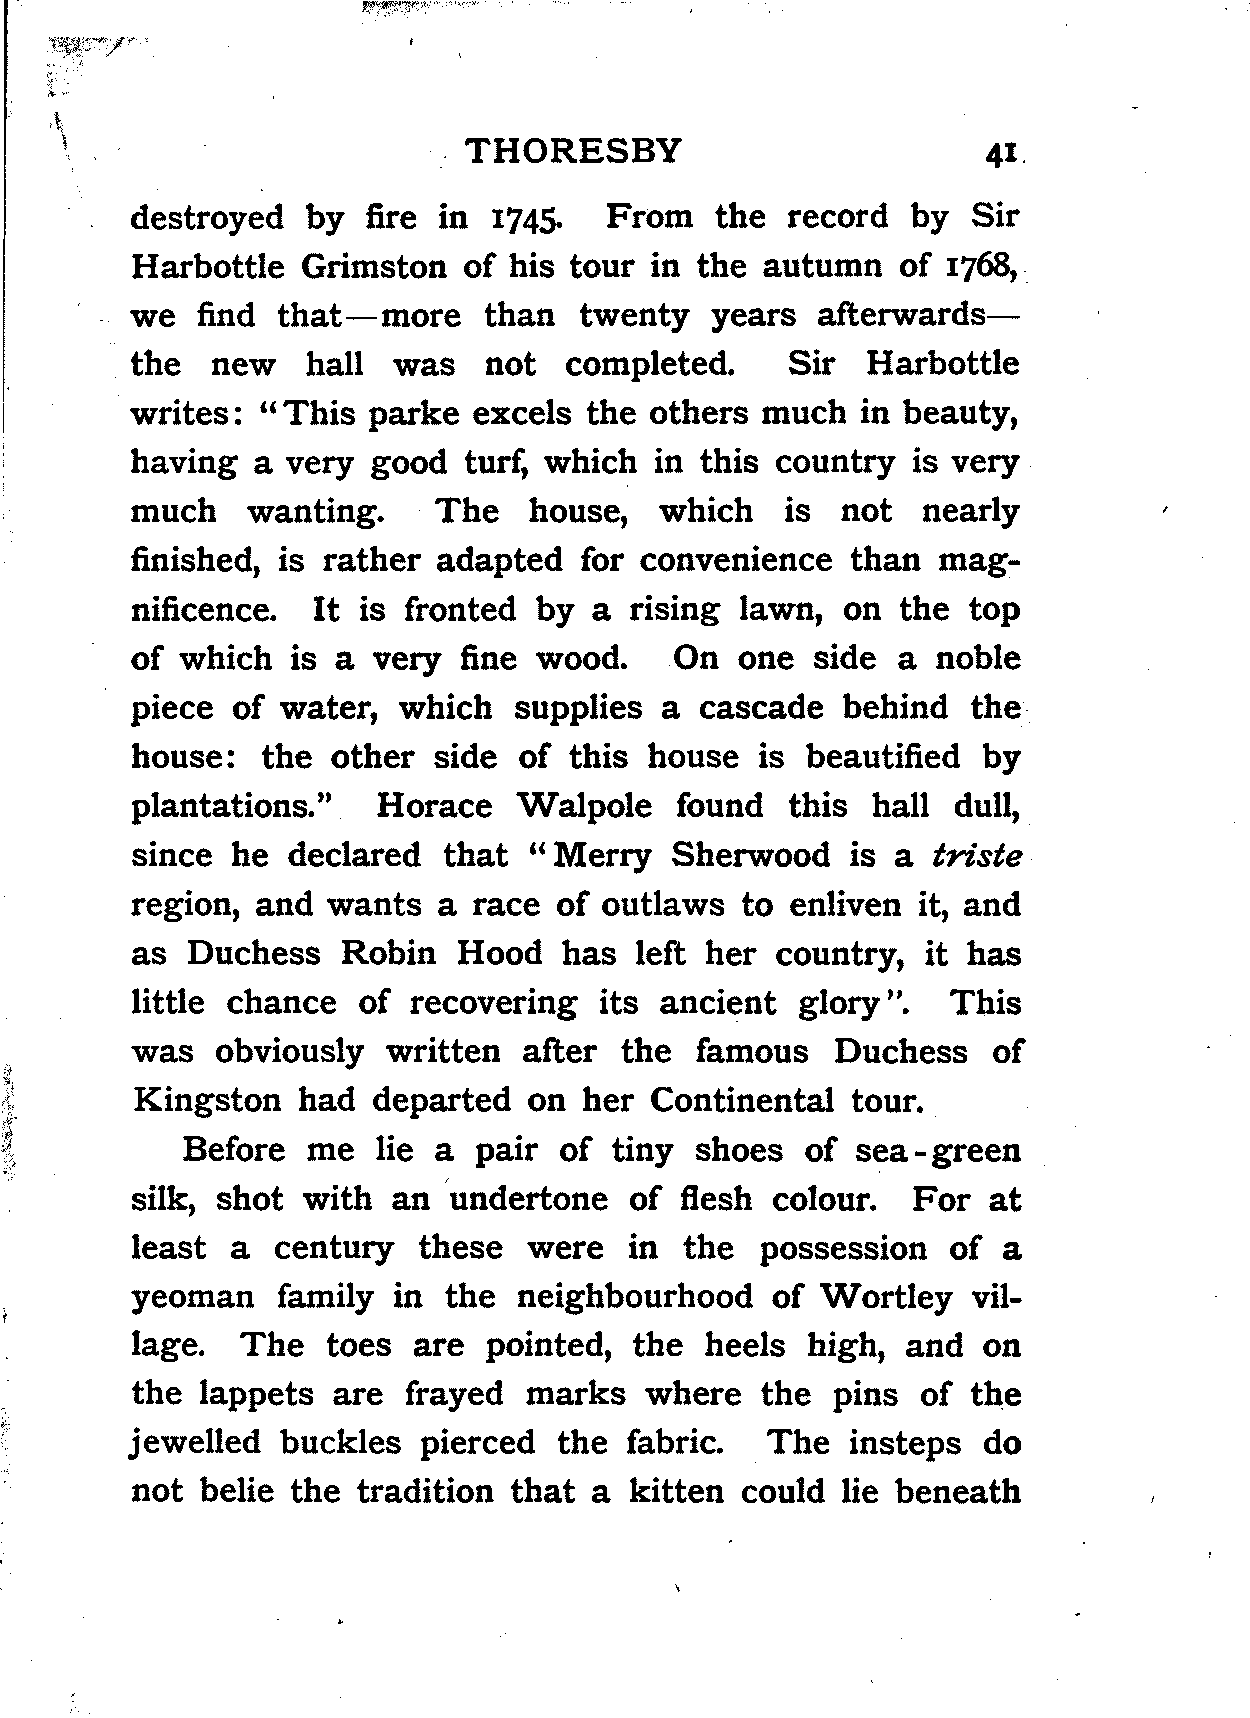 THORESBY 41
destroyed by fire in 1745. From the record by Sir
Harbottle Grimston of his tour in the autumn of 1768,
we find that—more than twenty years afterwards—
the new hall was not completed. Sir Harbottle
writes: “This parke excels the others much in beauty,
having a very good turf, which in this country is very
much wanting. The house, which is not nearly
finished, is rather adapted for convenience than mag-
nificence. It is fronted by a rising lawn, on the top
of which is a very fine wood. On one side a noble
piece of water, which supplies a cascade behind the
house: the other side of this house is beautified by
plantations.” Horace Walpole found this hall dull,
since he declared that “Merry Sherwood is a triste
region, and wants a race of outlaws to enliven it, and
as Duchess Robin Hood has left her country, it has
little chance of recovering its ancient glory”. This
was obviously written after the famous Duchess of
Kingston had departed on her Continental tour.
Before me lie a pair of tiny shoes of sea-green
silk, shot with an undertone of flesh colour. For at
least a century these were in the possession of a
yeoman family in the neighbourhood of Wortley vil-
lage. The toes are pointed, the heels high, and on
the lappets are frayed marks where the pins of the
jewelled buckles pierced the fabric. The insteps do
not belie the tradition that a kitten could lie beneath